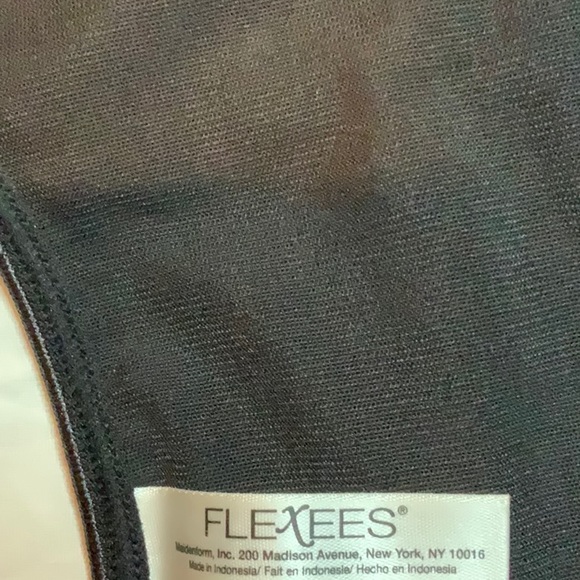 FLEXEES®
Maidenform, Inc. 200 Madison Avenue, New York, NY 10016
Made in Indonesia/ Fait en Indonesie/ Hecho en Indonesia